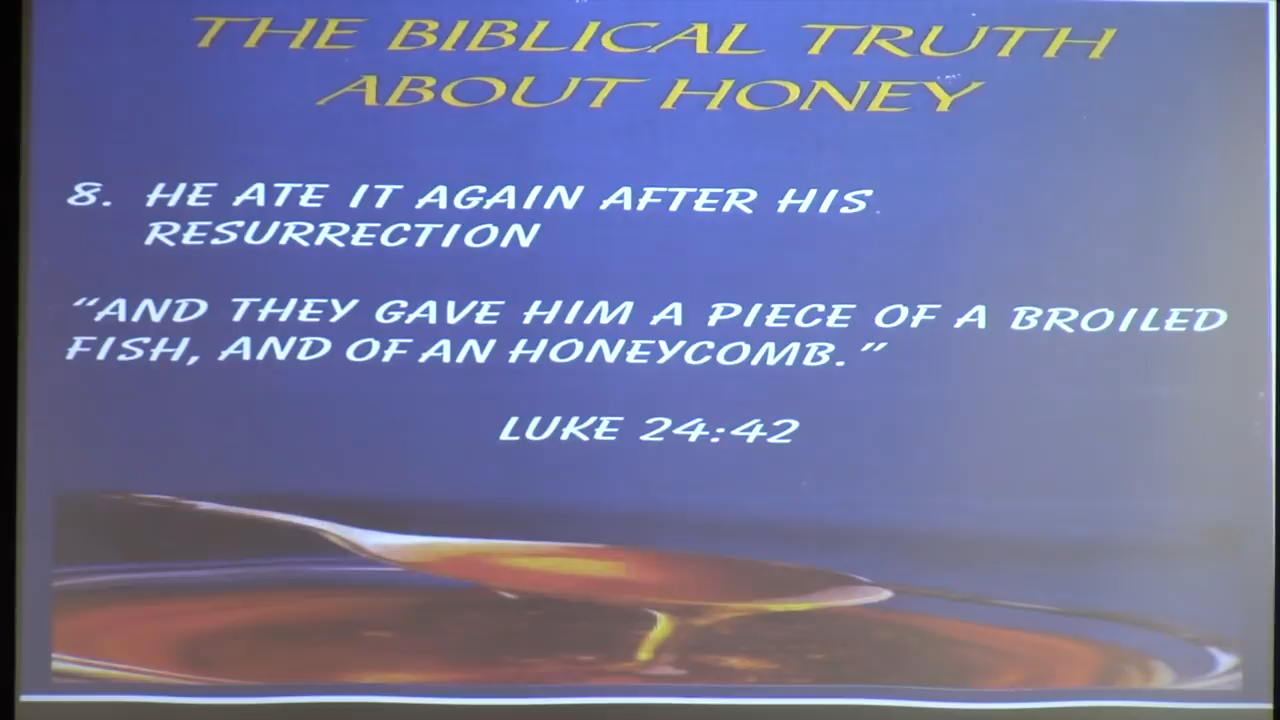 THE BIBLICAL TRUTH
ABOUT HONEY
8. HE ATE IT AGAIN AFTER HIS
RESURRECTION
“AND THEY GAVE HIM A PIECE OF A BROILED
FISH, AND OF AN HONEYCOMB.”
LUKE 24:42